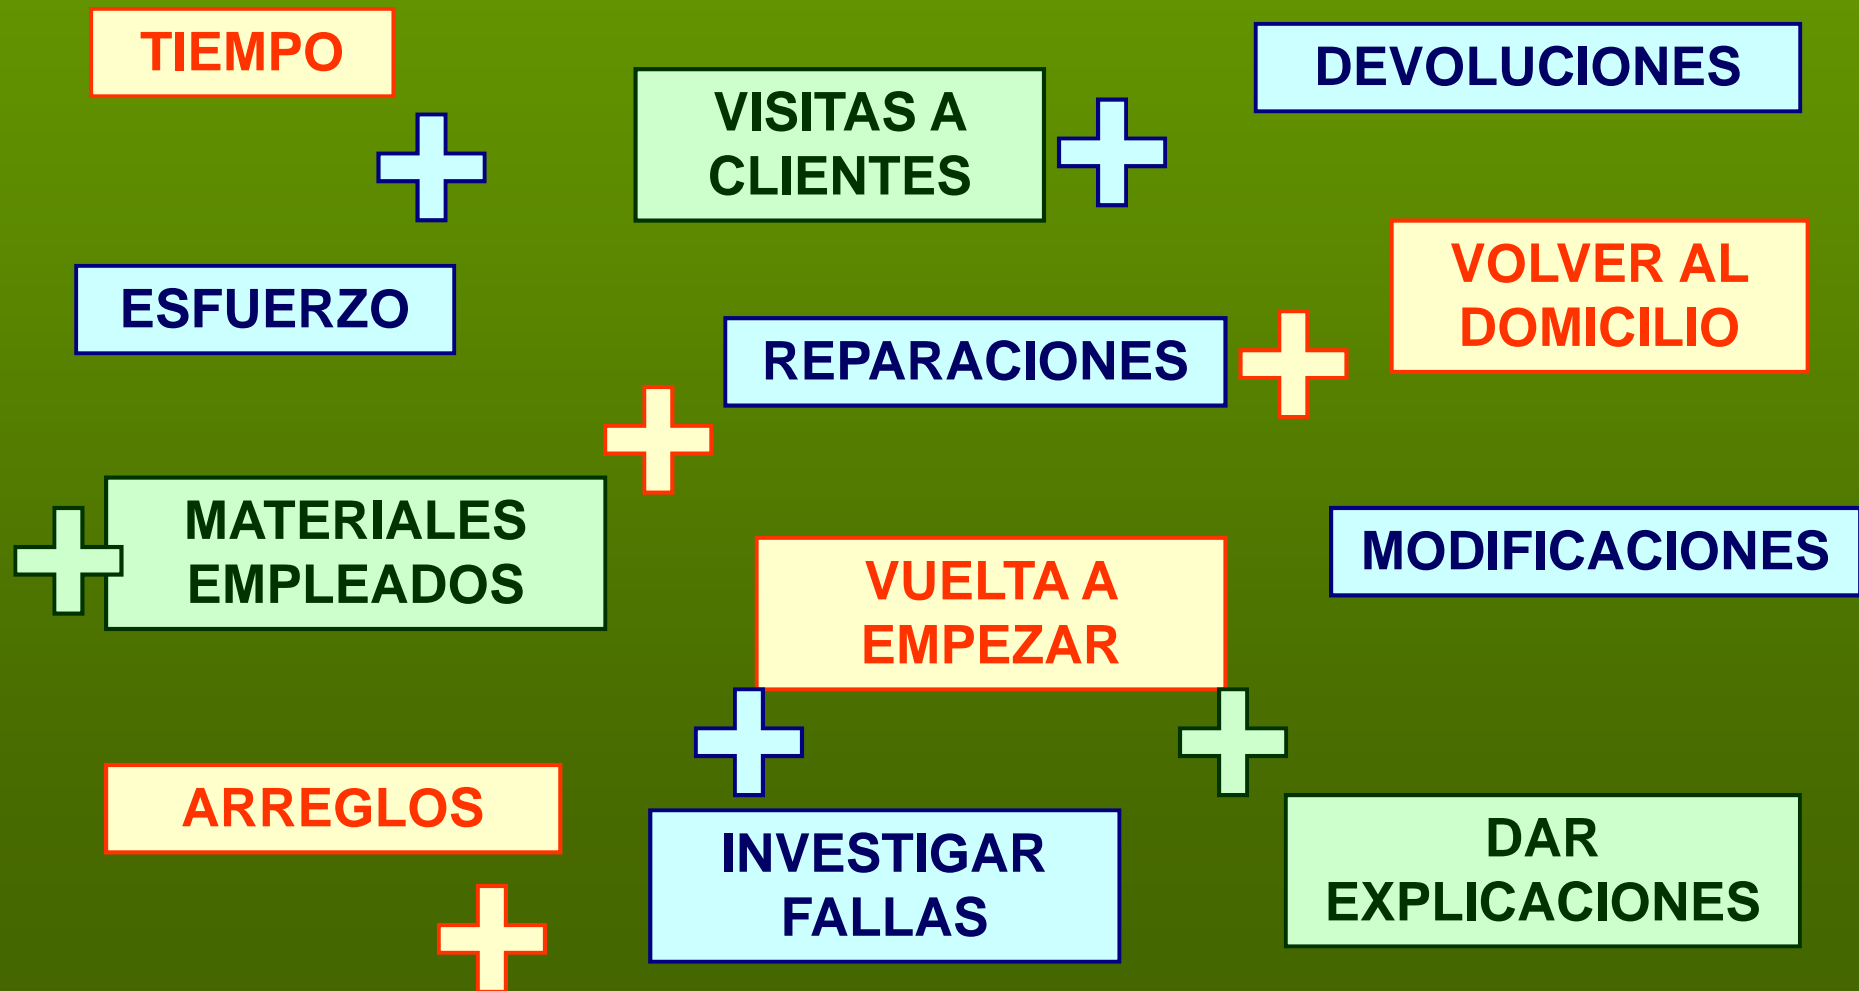 TIEMPO
DEVOLUCIONES
VISITAS A
CLIENTES
VOLVER AL
DOMICILIO
ESFUERZO
REPARACIONES
MATERIALES
EMPLEADOS
MODIFICACIONES
VUELTA A
EMPEZAR
ARREGLOS
INVESTIGAR
FALLAS
DAR
EXPLICACIONES